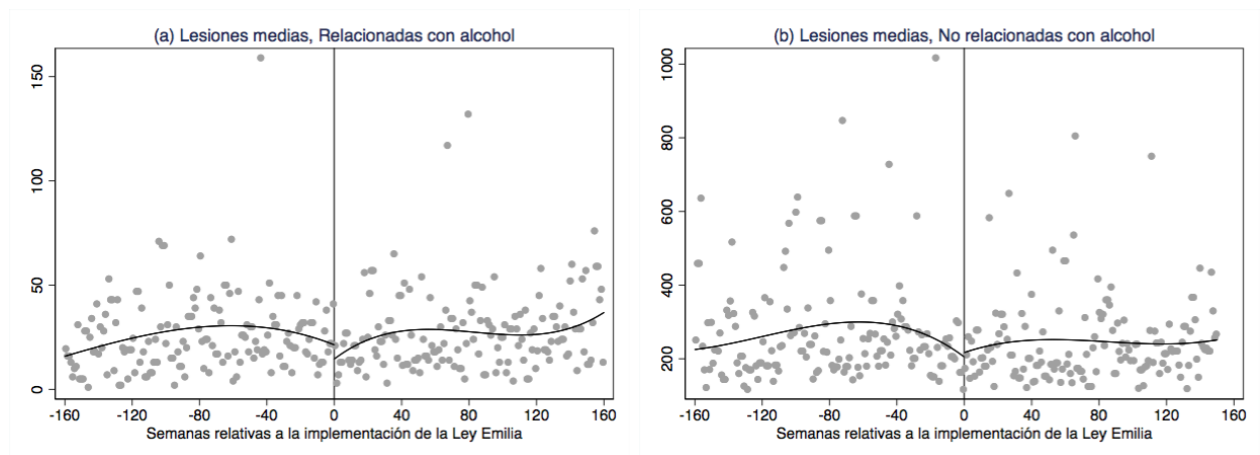 (a) Lesiones medias, Relacionadas con alcohol
150
100
50
0
-160 -120 -80 -40 0 40 80 120 160
Semanas relativas a la implementación de la Ley Emilia
(b) Lesiones medias, No relacionadas con alcohol
1000
800
600
400
200
-160 -120 -80 -40 0 40 80 120 160
Semanas relativas a la implementación de la Ley Emilia